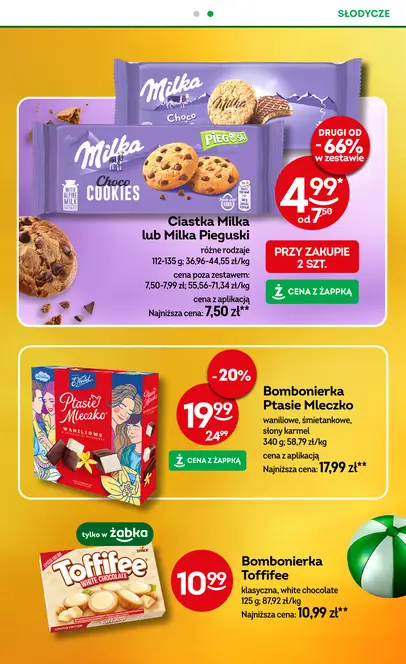 SŁODYCZE
Milka
Choco
Milka
PIEGUSKI
Choco
COOKIES
WITH
ALPINE
MILK
DRUGI OD
-66%
w zestawie
4.99*
od 7.50
PRZY ZAKUPIE
2 SZT.
CENA Z ŻAPPKĄ
Ciastka Milka
lub Milka Pieguski
różne rodzaje
112-135 g; 36,96-44,55 zł/kg
cena poza zestawem:
7,50-7,99 zł; 55,56-71,34 zł/kg
cena z aplikacją
Najniższa cena: 7,50 zł**
E. Wedel
Ptasie
Mleczko
WANILIOWE
-20%
19.99
24.99
CENA Z ŻAPPKĄ
Bombonierka
Ptasie Mleczko
waniliowe, śmietankowe,
słony karmel
340 g; 58,79 zł/kg
cena z aplikacją
Najniższa cena: 17,99 zł**
tylko w żabka
Toffifee
WHITE CHOCOLATE
Toffifee
10.99
Bombonierka
Toffifee
klasyczna, white chocolate
125 g; 87,92 zł/kg
Najniższa cena: 10,99 zł**